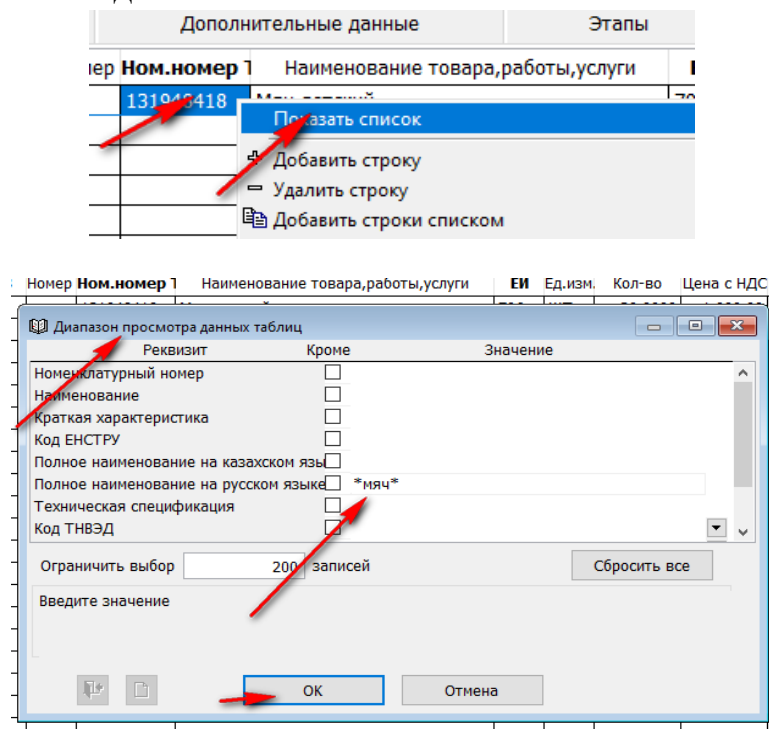 Дополнительные данные Этапы
ер Ном.номер Т Наименование товара,работы,услуги
131948418 Мяч детский
Показать список
Добавить строку
Удалить строку
Добавить строки списком
Номер Ном.номер Т Наименование товара,работы,услуги ЕИ Ед.изм. Кол-во Цена с НДС
Диапазон просмотра данных таблиц
Реквизит Кроме Значение
Номенклатурный номер
Наименование
Краткая характеристика
Код ЕНСТРУ
Полное наименование на казахском язы
Полное наименование на русском языке *мяч*
Техническая спецификация
Код ТНВЭД
Ограничить выбор 200 записей Сбросить все
Введите значение
ОК Отмена